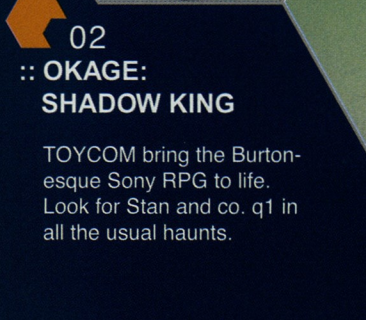 02
:: OKAGE:
SHADOW KING
TOYCOM bring the Burton-
esque Sony RPG to life.
Look for Stan and co. q1 in
all the usual haunts.